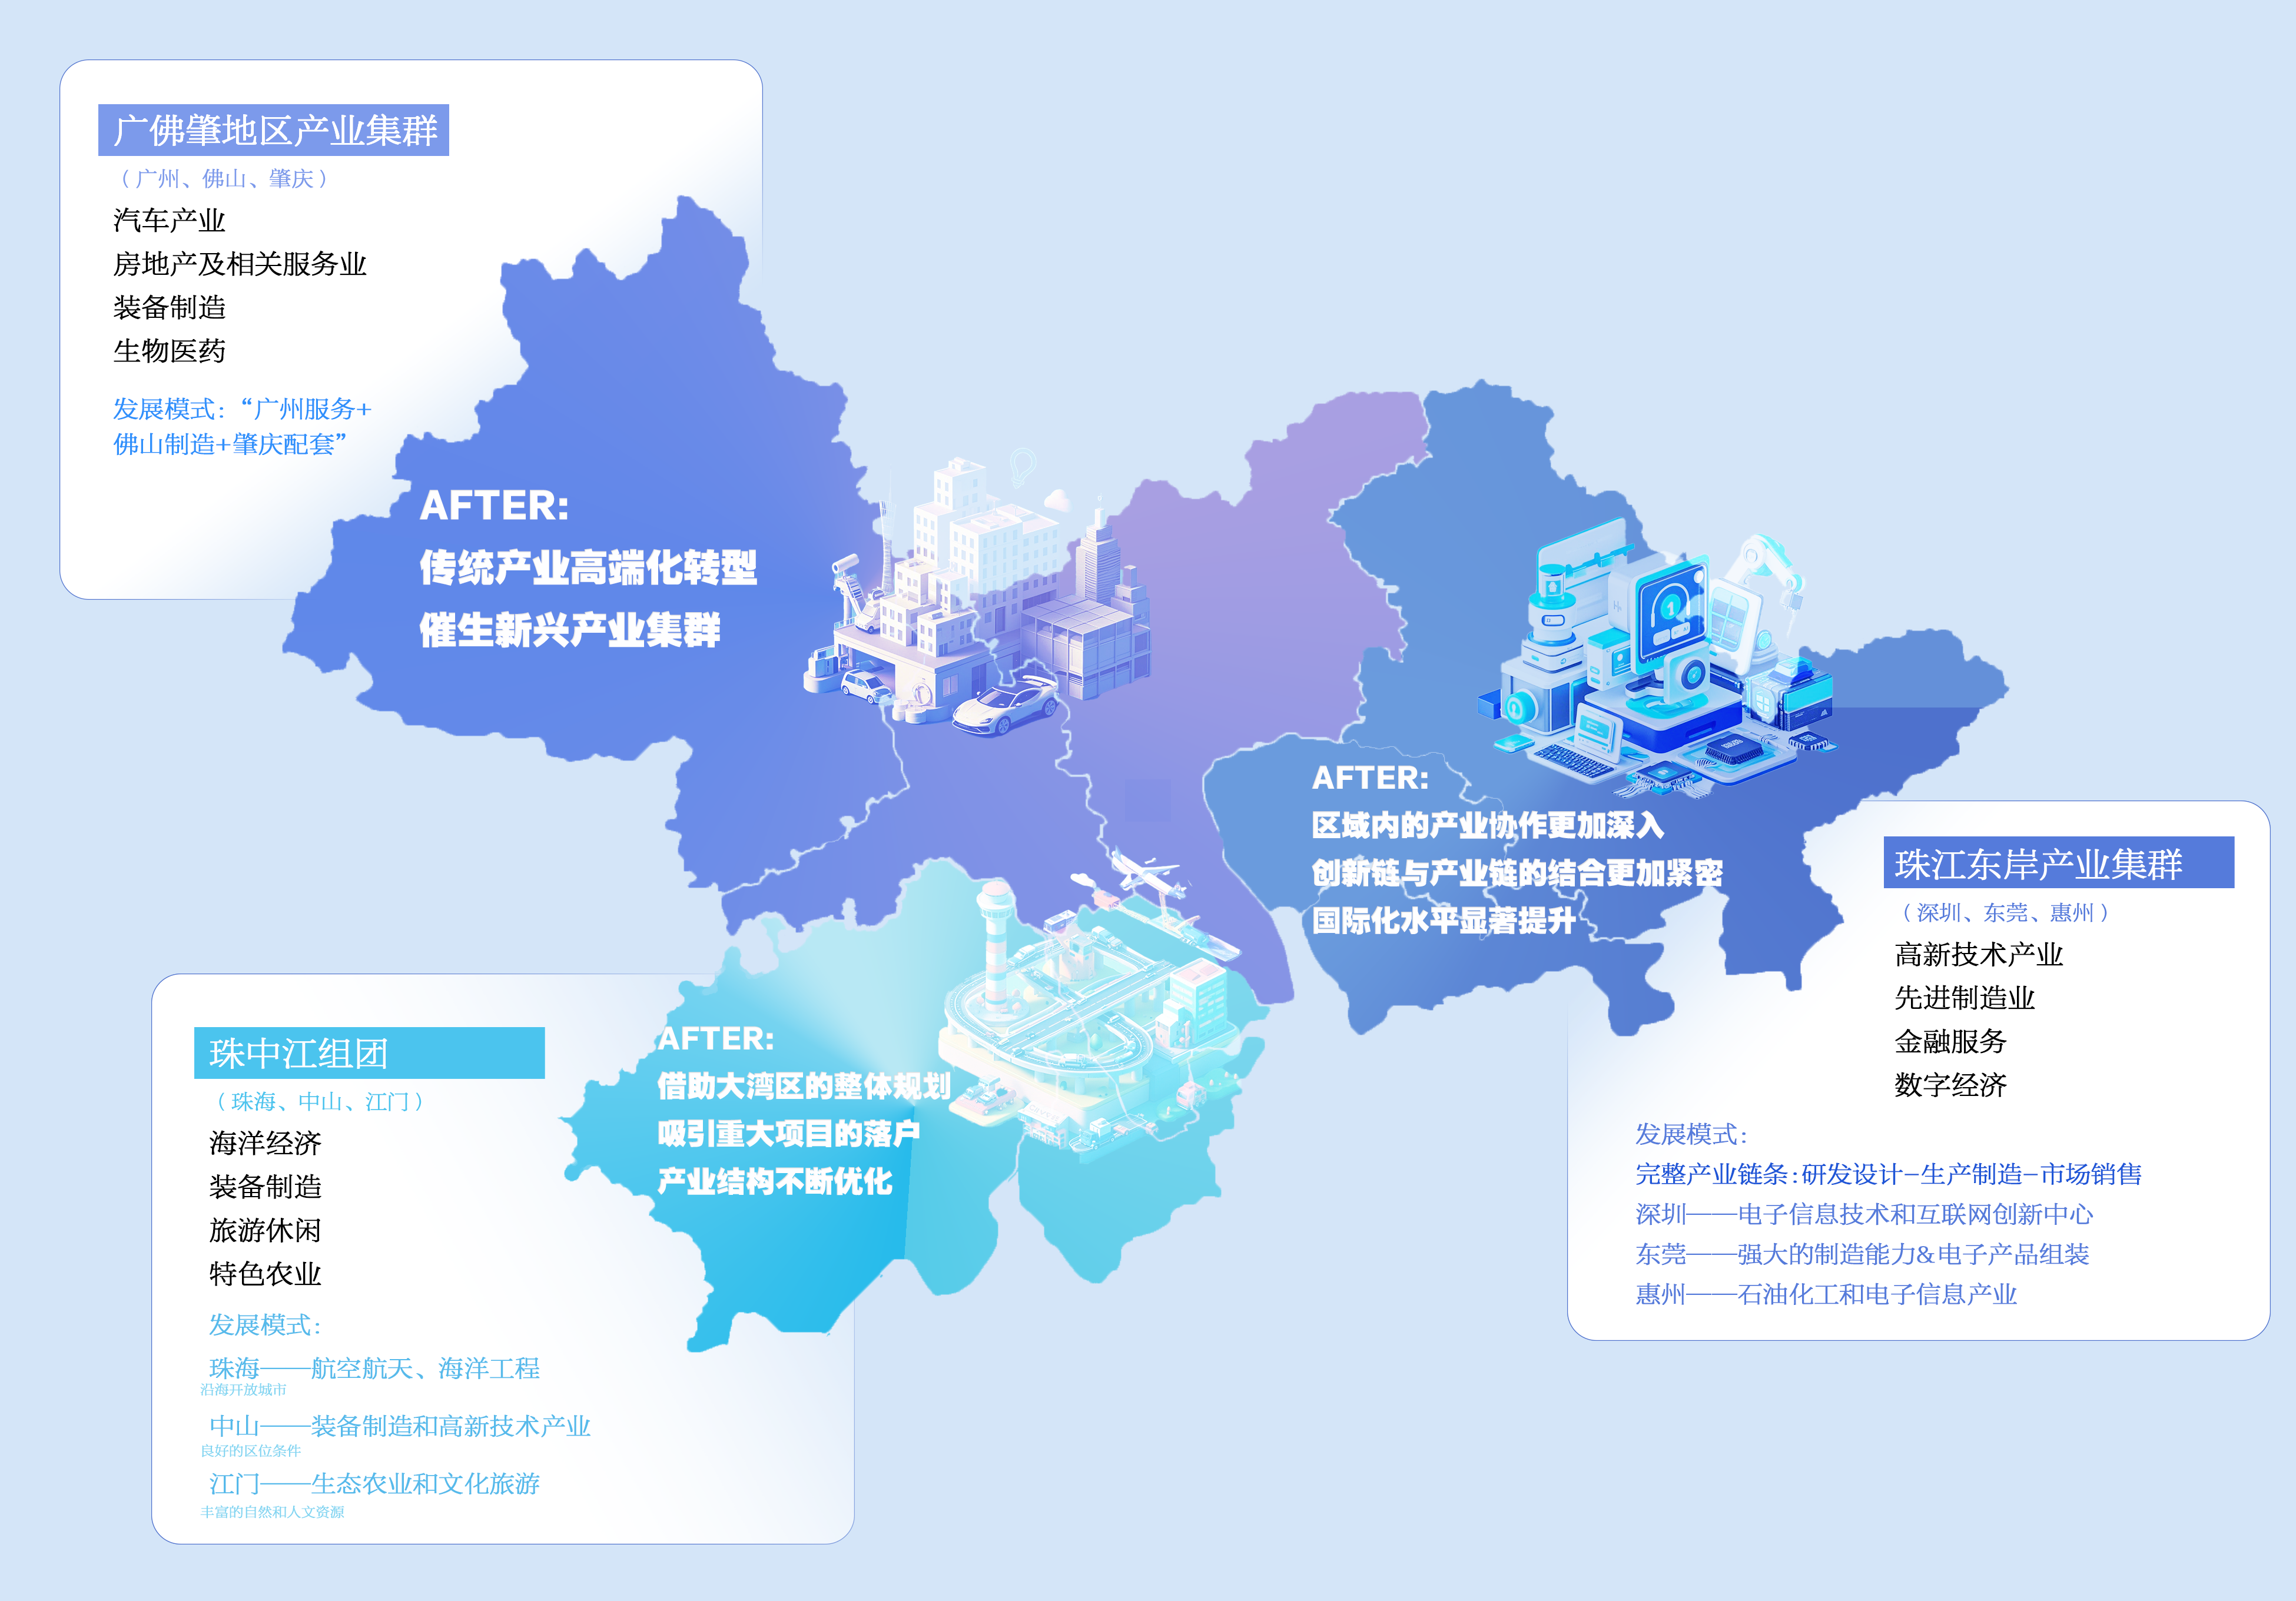 广佛肇地区产业集群
（广州、佛山、肇庆）
汽车产业
房地产及相关服务业
装备制造
生物医药
发展模式：“广州服务+
佛山制造+肇庆配套”
AFTER:
传统产业高端化转型
催生新兴产业集群
AFTER:
区域内的产业协作更加深入
创新链与产业链的结合更加紧密
国际化水平显著提升
珠江东岸产业集群
（深圳、东莞、惠州）
高新技术产业
先进制造业
金融服务
数字经济
发展模式：
完整产业链条：研发设计-生产制造-市场销售
深圳——电子信息技术和互联网创新中心
东莞——强大的制造能力&电子产品组装
惠州——石油化工和电子信息产业
珠中江组团
（珠海、中山、江门）
海洋经济
装备制造
旅游休闲
特色农业
发展模式：
珠海——航空航天、海洋工程
沿海开放城市
中山——装备制造和高新技术产业
良好的区位条件
江门——生态农业和文化旅游
丰富的自然和人文资源
AFTER:
借助大湾区的整体规划
吸引重大项目的落户
产业结构不断优化